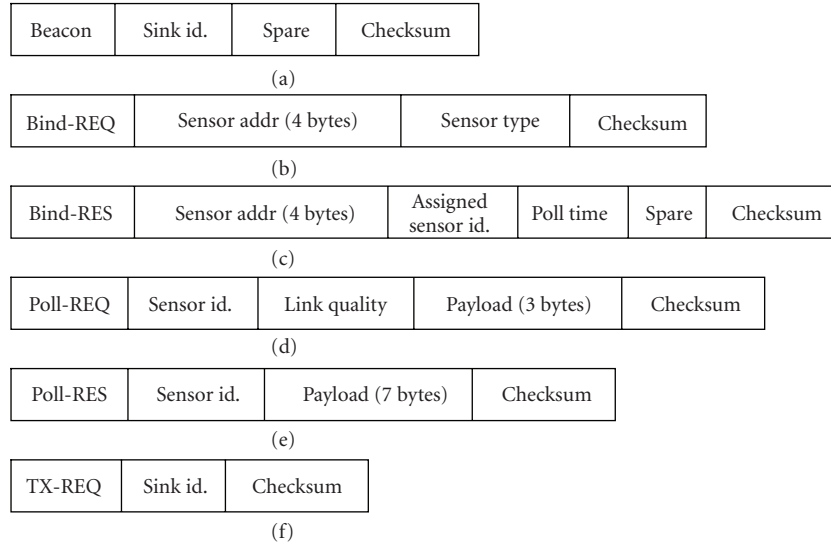 Beacon Sink id. Spare Checksum
(a)
Bind-REQ Sensor addr (4 bytes) Sensor type Checksum
(b)
Bind-RES Sensor addr (4 bytes) Assigned sensor id. Poll time Spare Checksum
(c)
Poll-REQ Sensor id. Link quality Payload (3 bytes) Checksum
(d)
Poll-RES Sensor id. Payload (7 bytes) Checksum
(e)
TX-REQ Sink id. Checksum
(f)